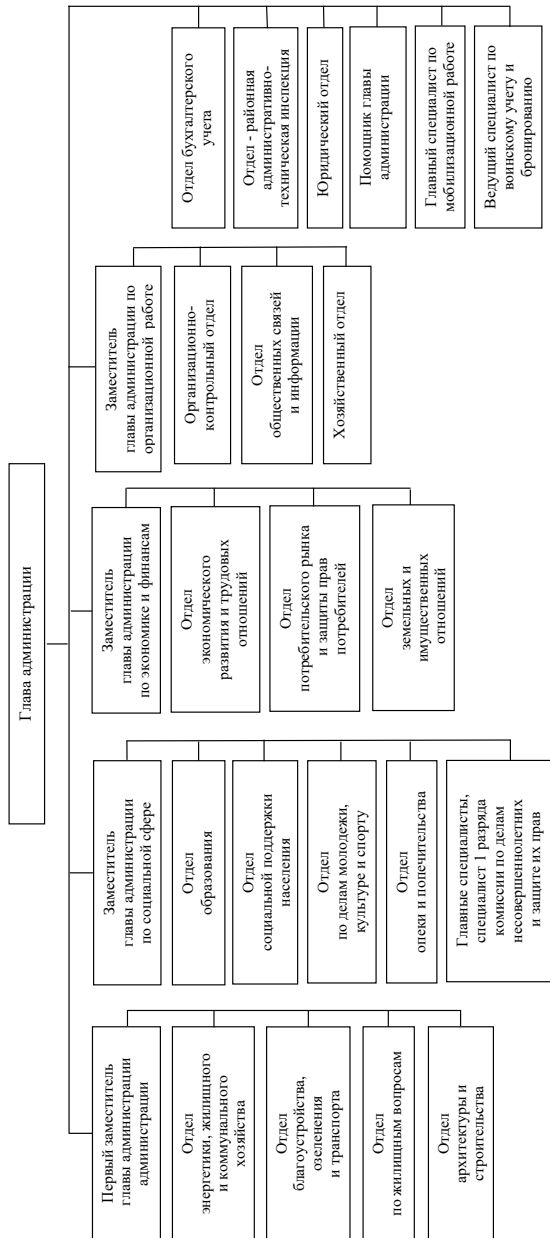 Глава администрации
Первый заместитель
главы администрации
администрации
Отдел
энергетики, жилищного
и коммунального
хозяйства
Отдел
благоустройства,
озеленения
и транспорта
Отдел
по жилищным вопросам
Отдел
архитектуры и
строительства
Заместитель
главы администрации
по социальной сфере
Отдел
образования
Отдел
социальной поддержки
населения
Отдел
по делам молодежи,
культуре и спорту
Отдел
опеки и попечительства
Главные специалисты,
специалист 1 разряда
комиссии по делам
несовершеннолетних
и защите их прав
Заместитель
главы администрации
по экономике и финансам
Отдел
экономического
развития и трудовых
отношений
Отдел
потребительского рынка
и защиты прав
потребителей
Отдел
земельных и
имущественных
отношений
Заместитель
главы администрации по
организационной работе
Организационно-
контрольный отдел
Отдел
общественных связей
и информации
Хозяйственный отдел
Отдел бухгалтерского
учета
Отдел - районная
административно-
техническая инспекция
Юридический отдел
Помощник главы
администрации
Главный специалист по
мобилизационной работе
Ведущий специалист по
воинскому учету и
бронированию